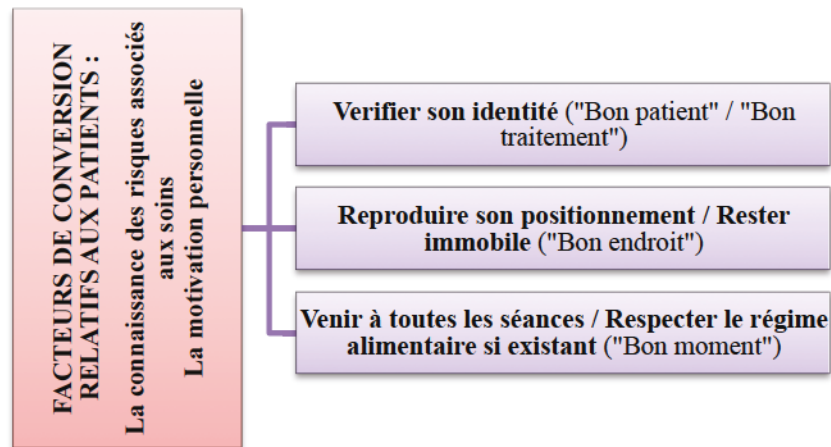 FACTEURS DE CONVERSION
RELATIFS AUX PATIENTS :
La connaissance des risques associés
aux soins
La motivation personnelle
Verifier son identité ("Bon patient" / "Bon
traitement")
Reproduire son positionnement / Rester
immobile ("Bon endroit")
Venir à toutes les séances / Respecter le régime
alimentaire si existant ("Bon moment")